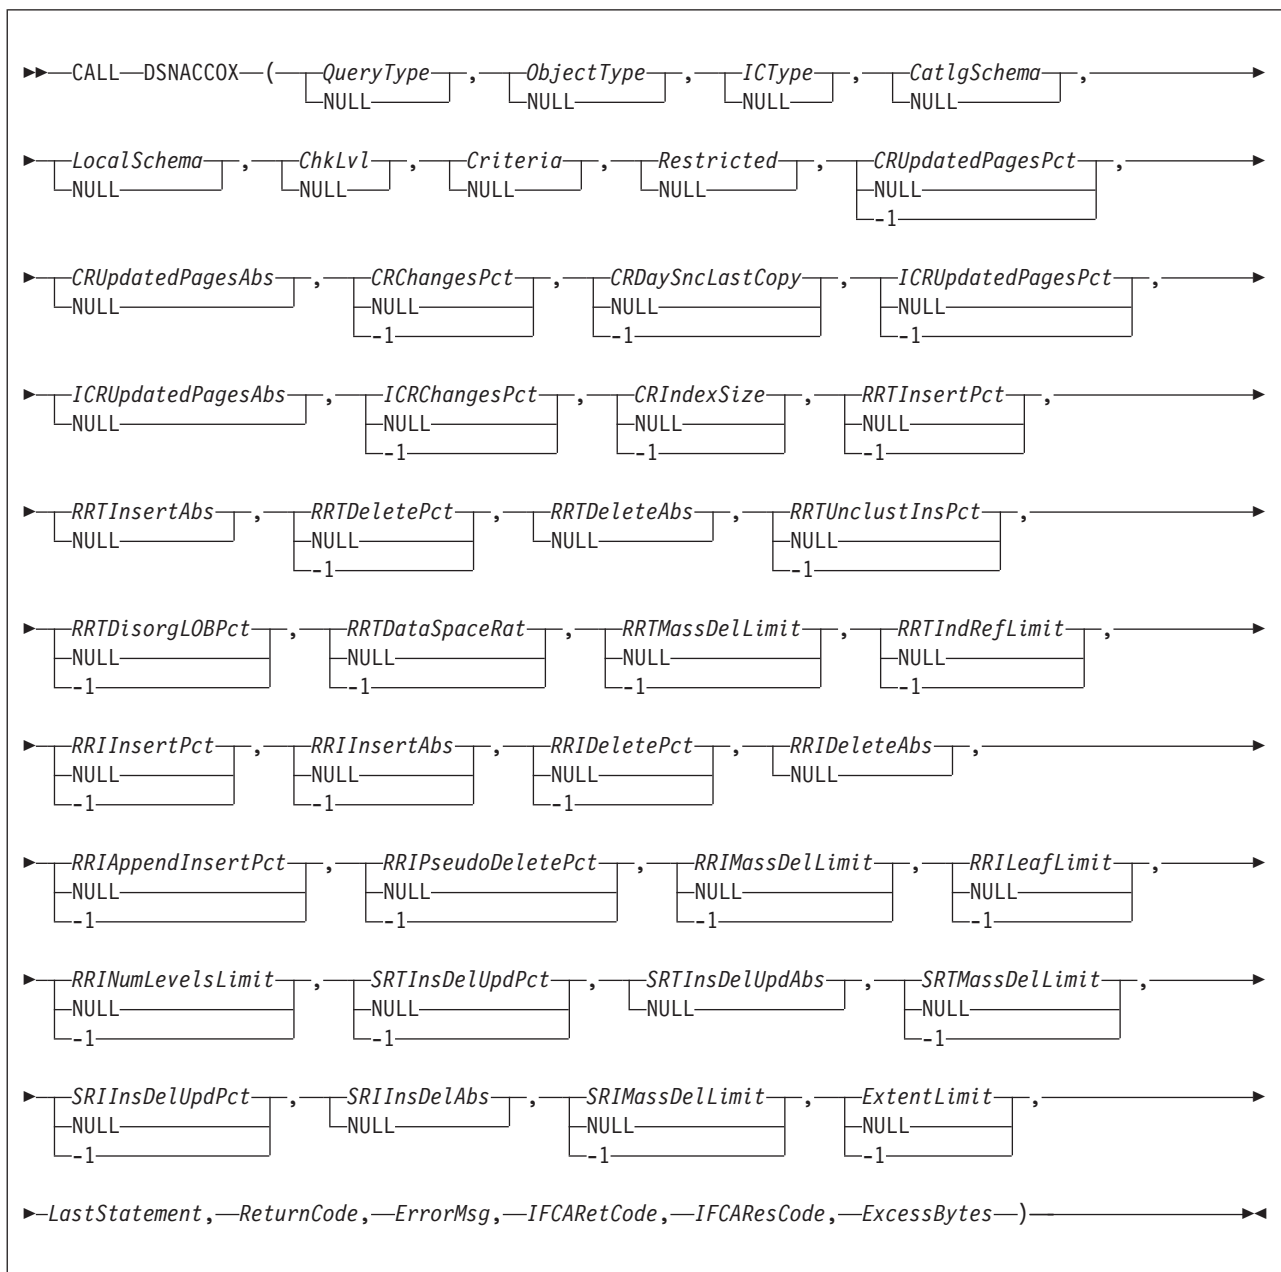 CALL DSNACCOX ( QueryType , ObjectType , ICType , CatlgSchema ,
NULL NULL NULL NULL
LocalSchema , ChkLvl , Criteria , Restricted , CRUpdatedPagesPct ,
NULL NULL NULL NULL NULL
-1
CRUpdatedPagesAbs , CRChangesPct , CRDaySncLastCopy , ICRUpdatedPagesPct ,
NULL NULL NULL NULL
-1 -1 -1
ICRUpdatedPagesAbs , ICRChangesPct , CRIndexSize , RRTInsertPct ,
NULL NULL NULL NULL
-1 -1 -1
RRTInsertAbs , RRTDeletePct , RRTDeleteAbs , RRTUnclustInsPct ,
NULL NULL NULL NULL
-1 -1
RRTDisorgLOBPct , RRTDataSpaceRat , RRTMassDelLimit , RRTIndRefLimit ,
NULL NULL NULL NULL
-1 -1 -1 -1
RRIInsertPct , RRIInsertAbs , RRIDeletePct , RRIDeleteAbs ,
NULL NULL NULL NULL
-1 -1 -1
RRIAppendInsertPct , RRIPseudoDeletePct , RRIMassDelLimit , RRILeafLimit ,
NULL NULL NULL NULL
-1 -1 -1 -1
RRINumLevelsLimit , SRTInsDelUpdPct , SRTInsDelUpdAbs , SRTMassDelLimit ,
NULL NULL NULL NULL
-1 -1 -1
SRIInsDelUpdPct , SRIInsDelAbs , SRIMassDelLimit , ExtentLimit ,
NULL NULL NULL NULL
-1 -1 -1
LastStatement, ReturnCode, ErrorMsg, IFCARetCode, IFCAResCode, ExcessBytes )